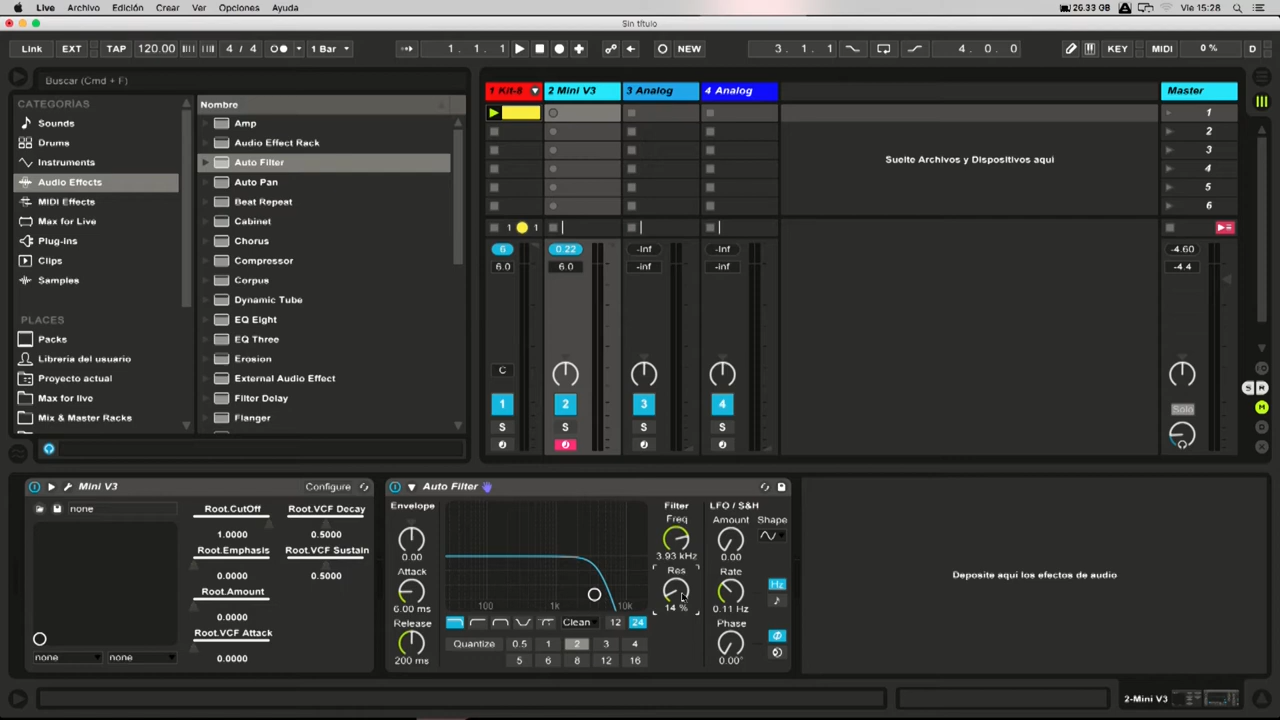 Live Archivo Edición Crear Ver Opciones Ayuda 26.33 GB Vie 15:28
Sin título
Link EXT TAP 120.00 4 / 4 1 Bar 1. 1. 1 NEW 3. 1. 1 4. 0. 0 KEY MIDI 0 % D
Buscar (Cmd + F)
CATEGORÍAS
Sounds
Drums
Instruments
Audio Effects
MIDI Effects
Max for Live
Plug-Ins
Clips
Samples
PLACES
Packs
Librería del usuario
Proyecto actual
Max for live
Mix & Master Racks
Nombre
Amp
Audio Effect Rack
Auto Filter
Auto Pan
Beat Repeat
Cabinet
Chorus
Compressor
Corpus
Dynamic Tube
EQ Eight
EQ Three
Erosion
External Audio Effect
Filter Delay
Flanger
1 Kit-8 2 Mini V3 3 Analog 4 Analog Master
1
2
3
4
5
6
Suelte Archivos y Dispositivos aquí
1 1
6 0.22 -Inf -Inf -4.60
6.0 6.0 -Inf -Inf -4.4
C
1 2 3 4 Solo
S S S S
S R
M
Mini V3 Configure
none
Root.CutOff Root.VCF Decay
1.0000 0.5000
Root.Emphasis Root.VCF Sustain
0.0000 0.5000
Root.Amount
0.0000
Root.VCF Attack
0.0000
none none
Auto Filter
Envelope
0.00
Attack
6.00 ms
Release
200 ms
100 1k 10k
Clean 12 24
Quantize 0.5 1 2 3 4
5 6 8 12 16
Filter
Freq
3.93 kHz
Res
14 %
LFO / S&H
Amount Shape
0.00
Rate Hz
0.11 Hz
Phase
0.00°
Deposite aquí los efectos de audio
2-Mini V3